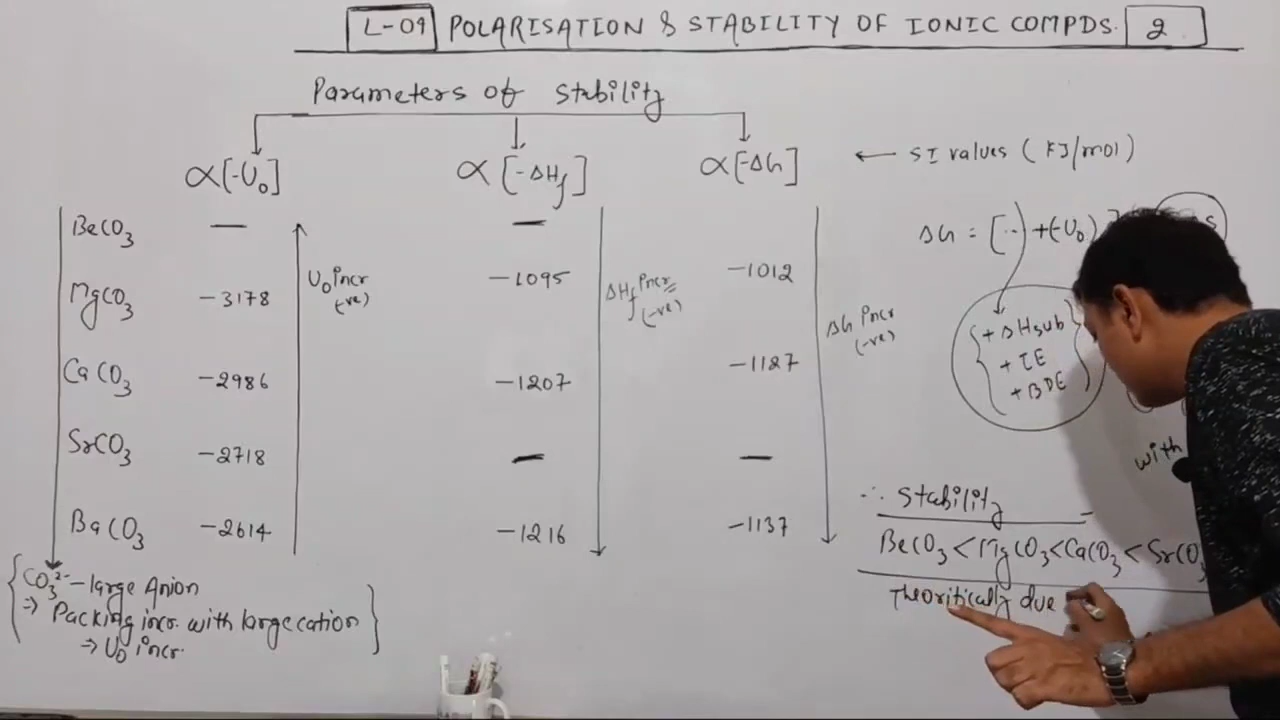 L-09 POLARISATION & STABILITY OF IONIC COMPDS. 2
Parameters of Stability
∝[-U₀] ∝[-ΔH𝒻] ∝[-ΔG] ← SI values (KJ/mol)
BeCO₃ — —
ΔG = [..] +(-U₀)
MgCO₃ -3178 -1095 -1012
U₀ incr (-ve)
ΔH𝒻 incr (-ve)
ΔG incr (-ve)
+ΔHsub
+IE
+BDE
CaCO₃ -2986 -1207 -1127
SrCO₃ -2718 — —
with
BaCO₃ -2614 -1216 -1137
∴ Stability
BeCO₃ < MgCO₃ < CaCO₃ < SrCO₃
Theoritically due
CO₃²⁻ - large Anion
⇒ Packing incr. with large cation
⇒ U₀ incr.